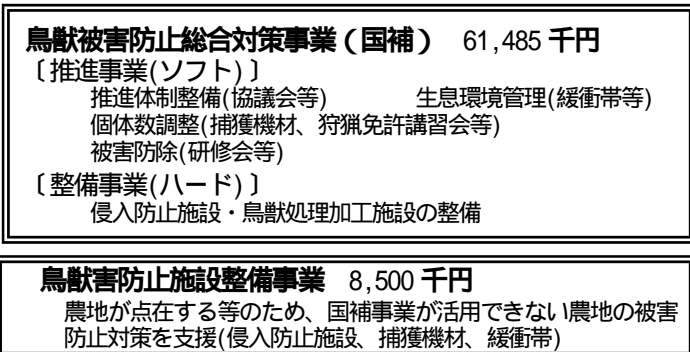 鳥獣被害防止総合対策事業(国補) 61,485 千円
〔推進事業(ソフト)〕
推進体制整備(協議会等) 生息環境管理(緩衝帯等)
個体数調整(捕獲機材、狩猟免許講習会等)
被害防除(研修会等)
〔整備事業(ハード)〕
侵入防止施設・鳥獣処理加工施設の整備
鳥獣害防止施設整備事業 8,500 千円
農地が点在する等のため、国補事業が活用できない農地の被害
防止対策を支援(侵入防止施設、捕獲機材、緩衝帯)